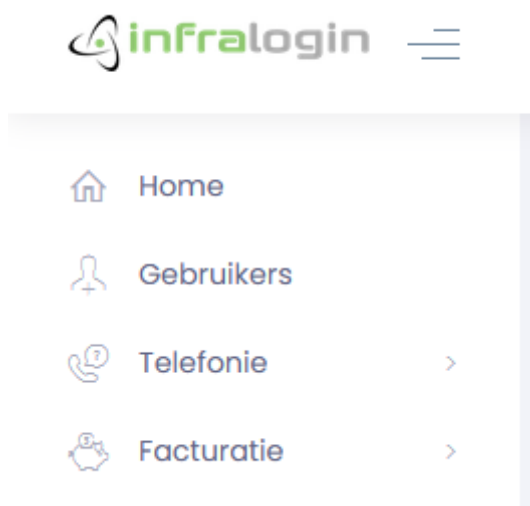 infralogin
Home
Gebruikers
Telefonie
Facturatie